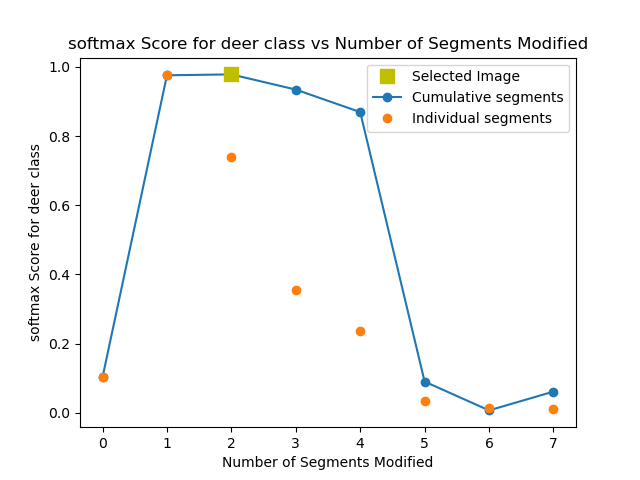 softmax Score for deer class vs Number of Segments Modified
1.0
0.8
0.6
0.4
0.2
0.0
softmax Score for deer class
Selected Image
Cumulative segments
Individual segments
0 1 2 3 4 5 6 7
Number of Segments Modified